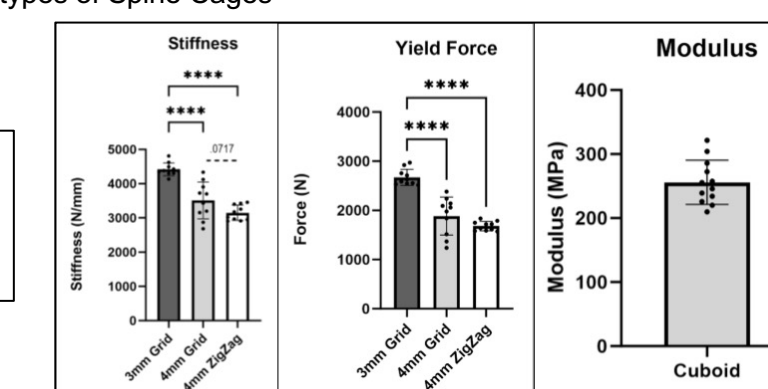 types of Spine Cages
Stiffness
****
****
.0717
5000
4000
3000
2000
1000
0
Stiffness (N/mm)
3mm Grid
4mm Grid
4mm ZigZag
Yield Force
****
****
4000
3000
2000
1000
0
Force (N)
3mm Grid
4mm Grid
4mm ZigZag
Modulus
400
300
200
100
0
Modulus (MPa)
Cuboid